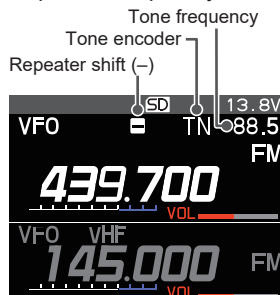 Tone frequency
Tone encoder
Repeater shift (–)
SD 13.8V
VFO TN 88.5
FM
439.700
VOL
VFO VHF
145.000 FM
VOL